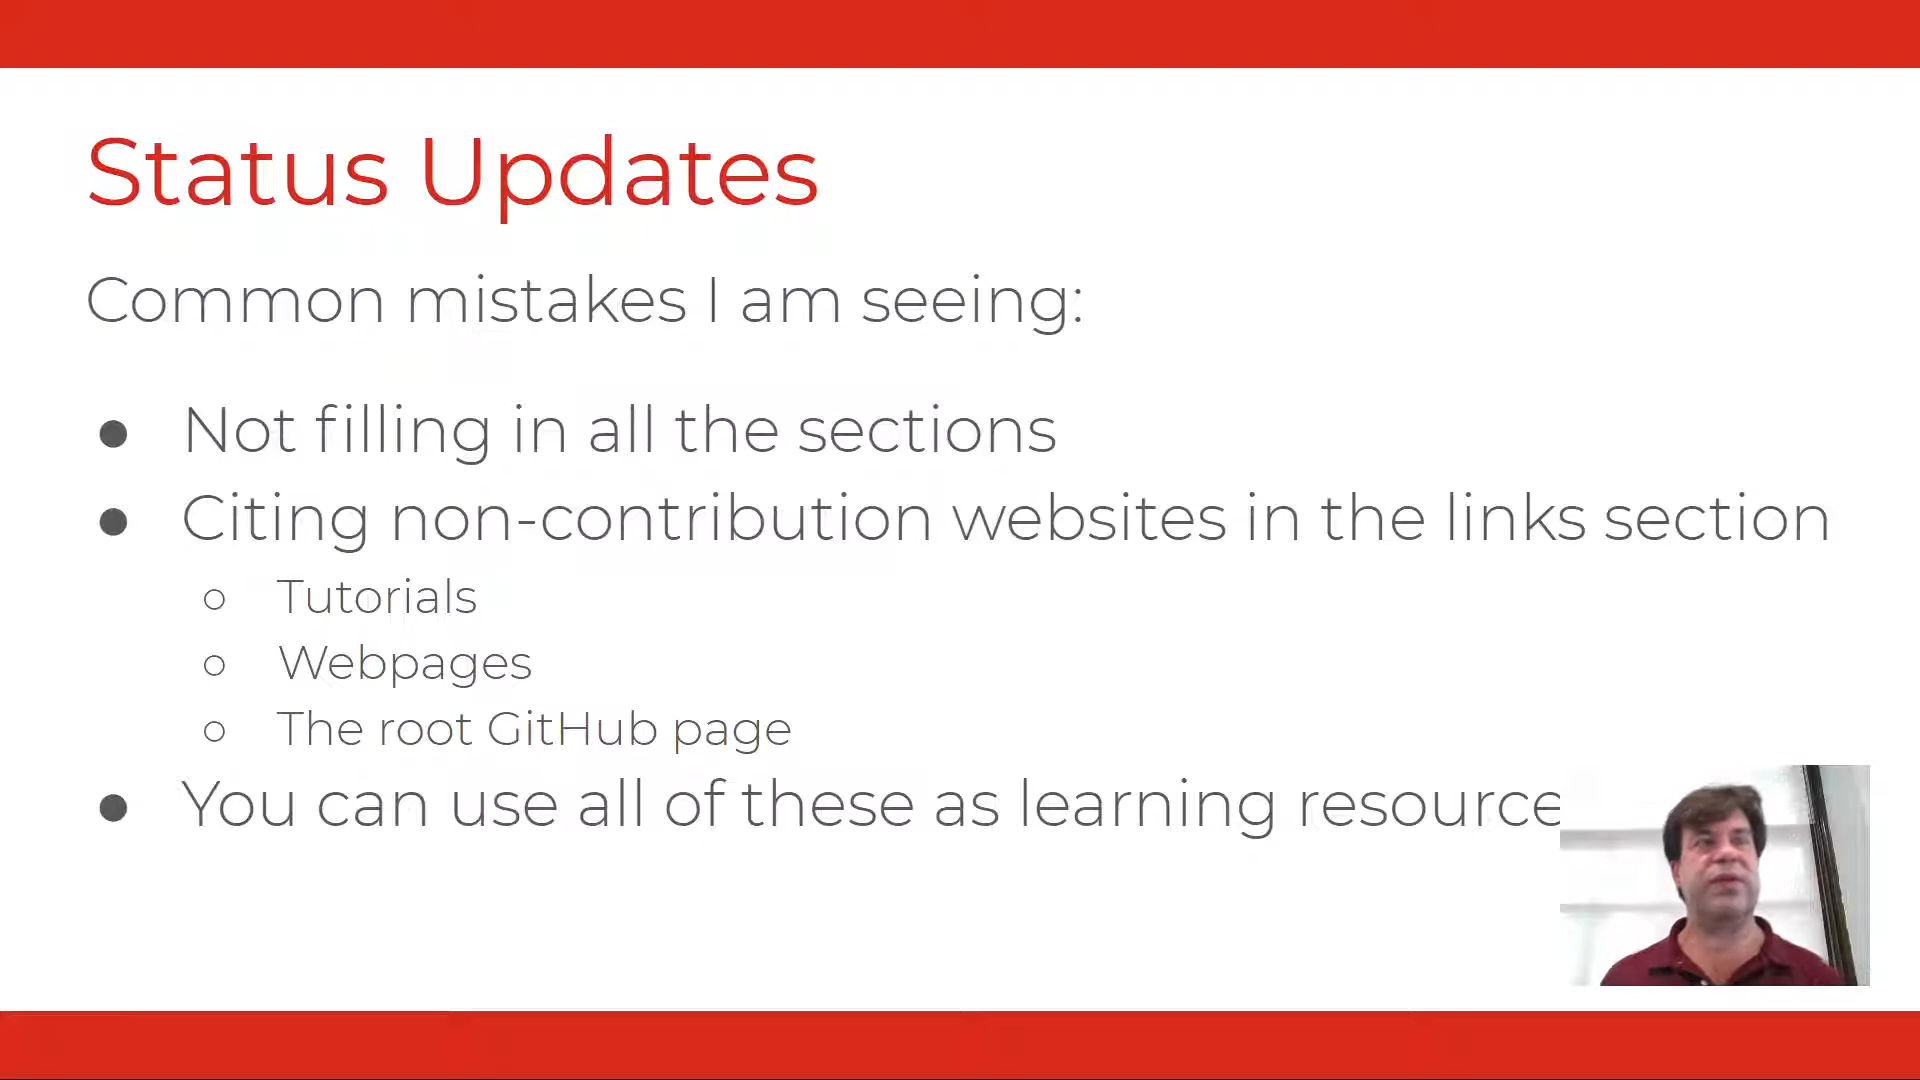 Status Updates
Common mistakes I am seeing:
● Not filling in all the sections
● Citing non-contribution websites in the links section
○ Tutorials
○ Webpages
○ The root GitHub page
● You can use all of these as learning resource